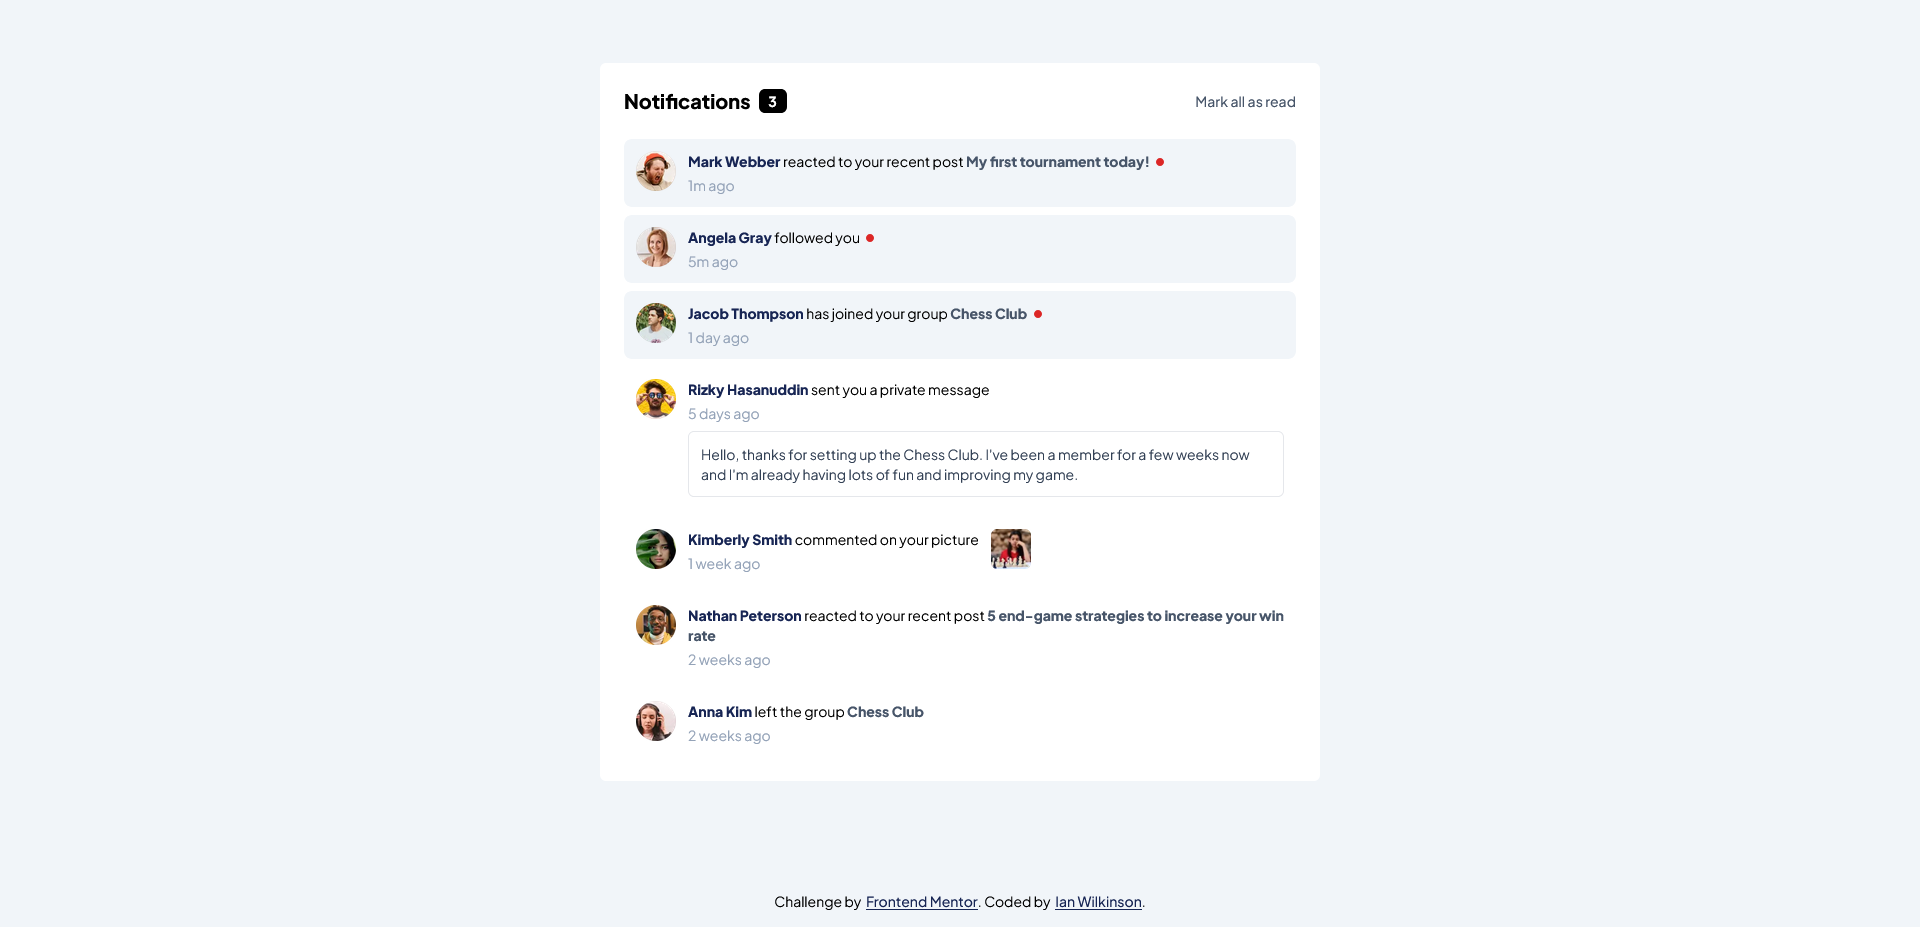 Notifications 3
Mark all as read
Mark Webber reacted to your recent post My first tournament today!
1m ago
Angela Gray followed you
5m ago
Jacob Thompson has joined your group Chess Club
1 day ago
Rizky Hasanuddin sent you a private message
5 days ago
Hello, thanks for setting up the Chess Club. I've been a member for a few weeks now
and I'm already having lots of fun and improving my game.
Kimberly Smith commented on your picture
1 week ago
Nathan Peterson reacted to your recent post 5 end-game strategies to increase your win
rate
2 weeks ago
Anna Kim left the group Chess Club
2 weeks ago
Challenge by Frontend Mentor. Coded by Ian Wilkinson.